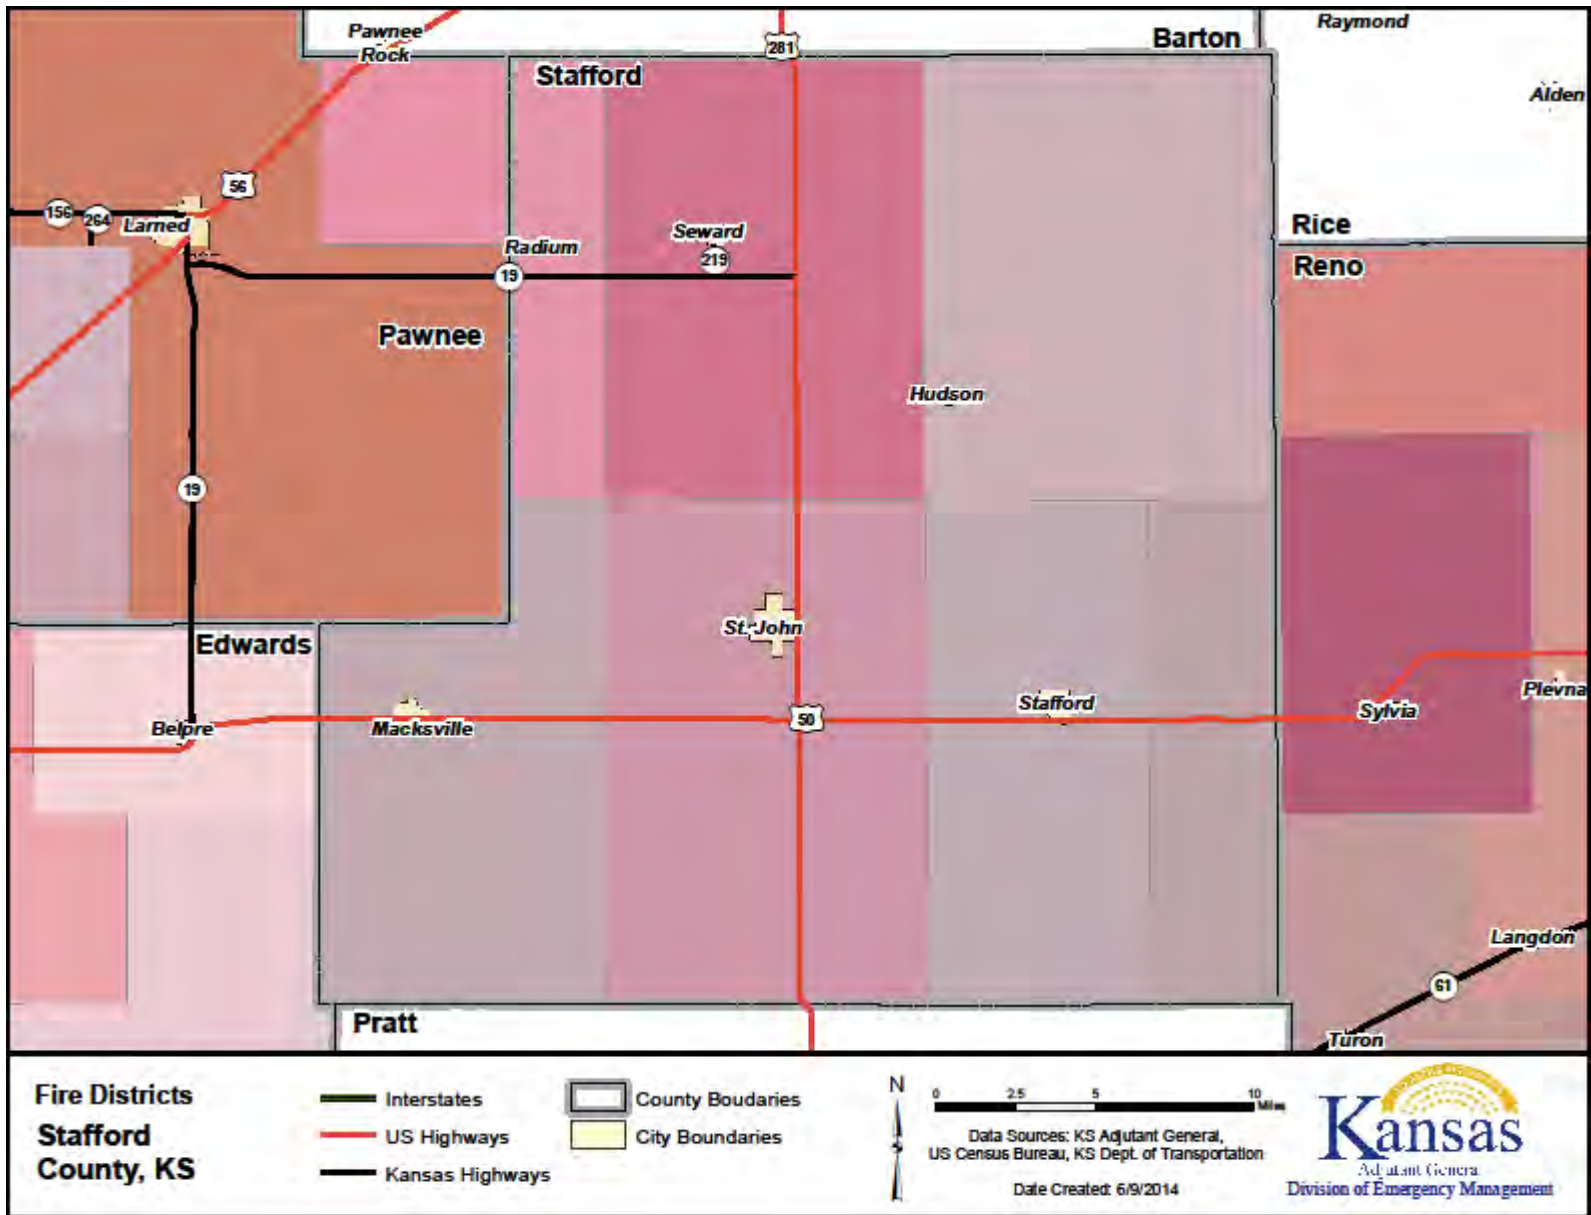 Raymond
Pawnee
Rock
281
Barton
Stafford
Alden
56
156
264
Larned
Rice
Seward
Radium
219
19
Reno
Pawnee
Hudson
19
St. John
Edwards
Stafford
Plevna
Sylvia
50
Belpre
Macksville
Langdon
61
Pratt
Turon
Fire Districts
Stafford
County, KS
Interstates
US Highways
Kansas Highways
County Boudaries
City Boundaries
N
S
0 2.5 5 10
Miles
Data Sources: KS Adjutant General,
US Census Bureau, KS Dept. of Transportation
Date Created: 6/9/2014
Kansas
Adjutant General
Division of Emergency Management